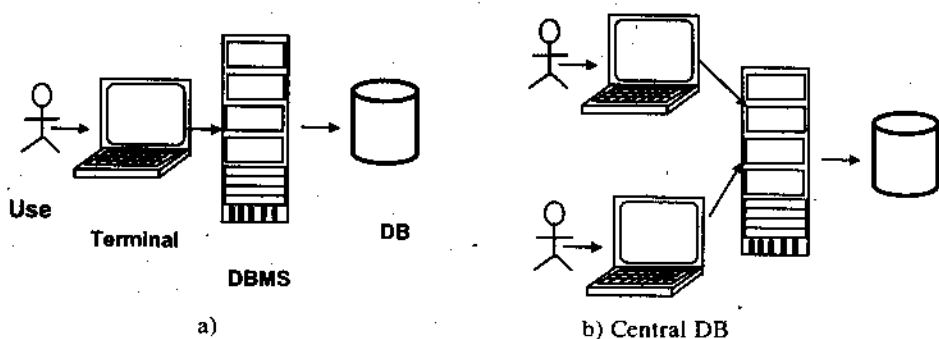 Use
Terminal
DB
DBMS
a)
b) Central DB